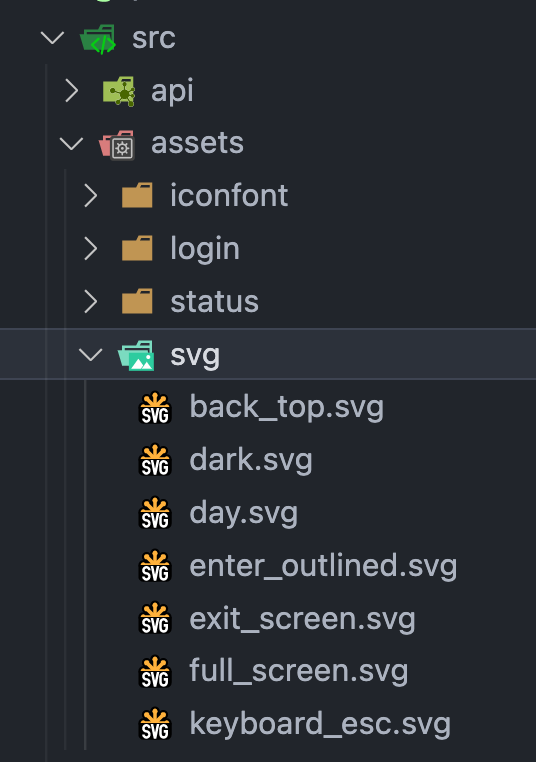 src
api
assets
iconfont
login
status
svg
SVG back_top.svg
SVG dark.svg
SVG day.svg
SVG enter_outlined.svg
SVG exit_screen.svg
SVG full_screen.svg
SVG keyboard_esc.svg